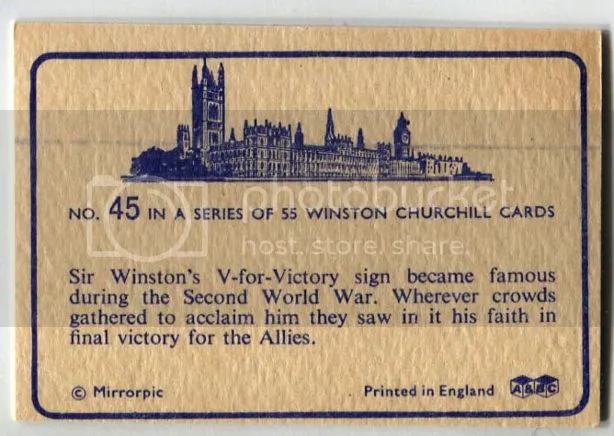 NO. 45 IN A SERIES OF 55 WINSTON CHURCHILL CARDS
photobucket
host. store. share.
Sir Winston's V-for-Victory sign became famous
during the Second World War. Wherever crowds
gathered to acclaim him they saw in it his faith in
final victory for the Allies.
© Mirrorpic Printed in England A&BC